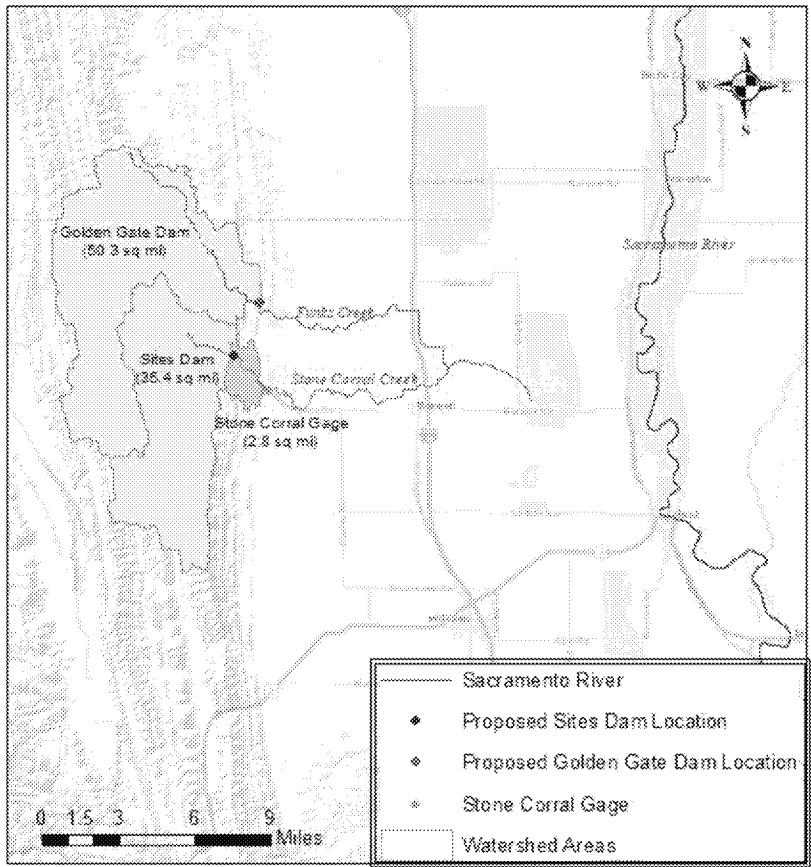 N
W E
S
Golden Gate Dam
(50.3 sq mi)
Sacramento River
Funks Creek
Sites Dam
(35.4 sq mi)
Stone Corral Creek
Stone Corral Gage
(2.8 sq mi)
Williams
Sacramento River
Proposed Sites Dam Location
Proposed Golden Gate Dam Location
Stone Corral Gage
Watershed Areas
0 1.5 3 6 9
Miles